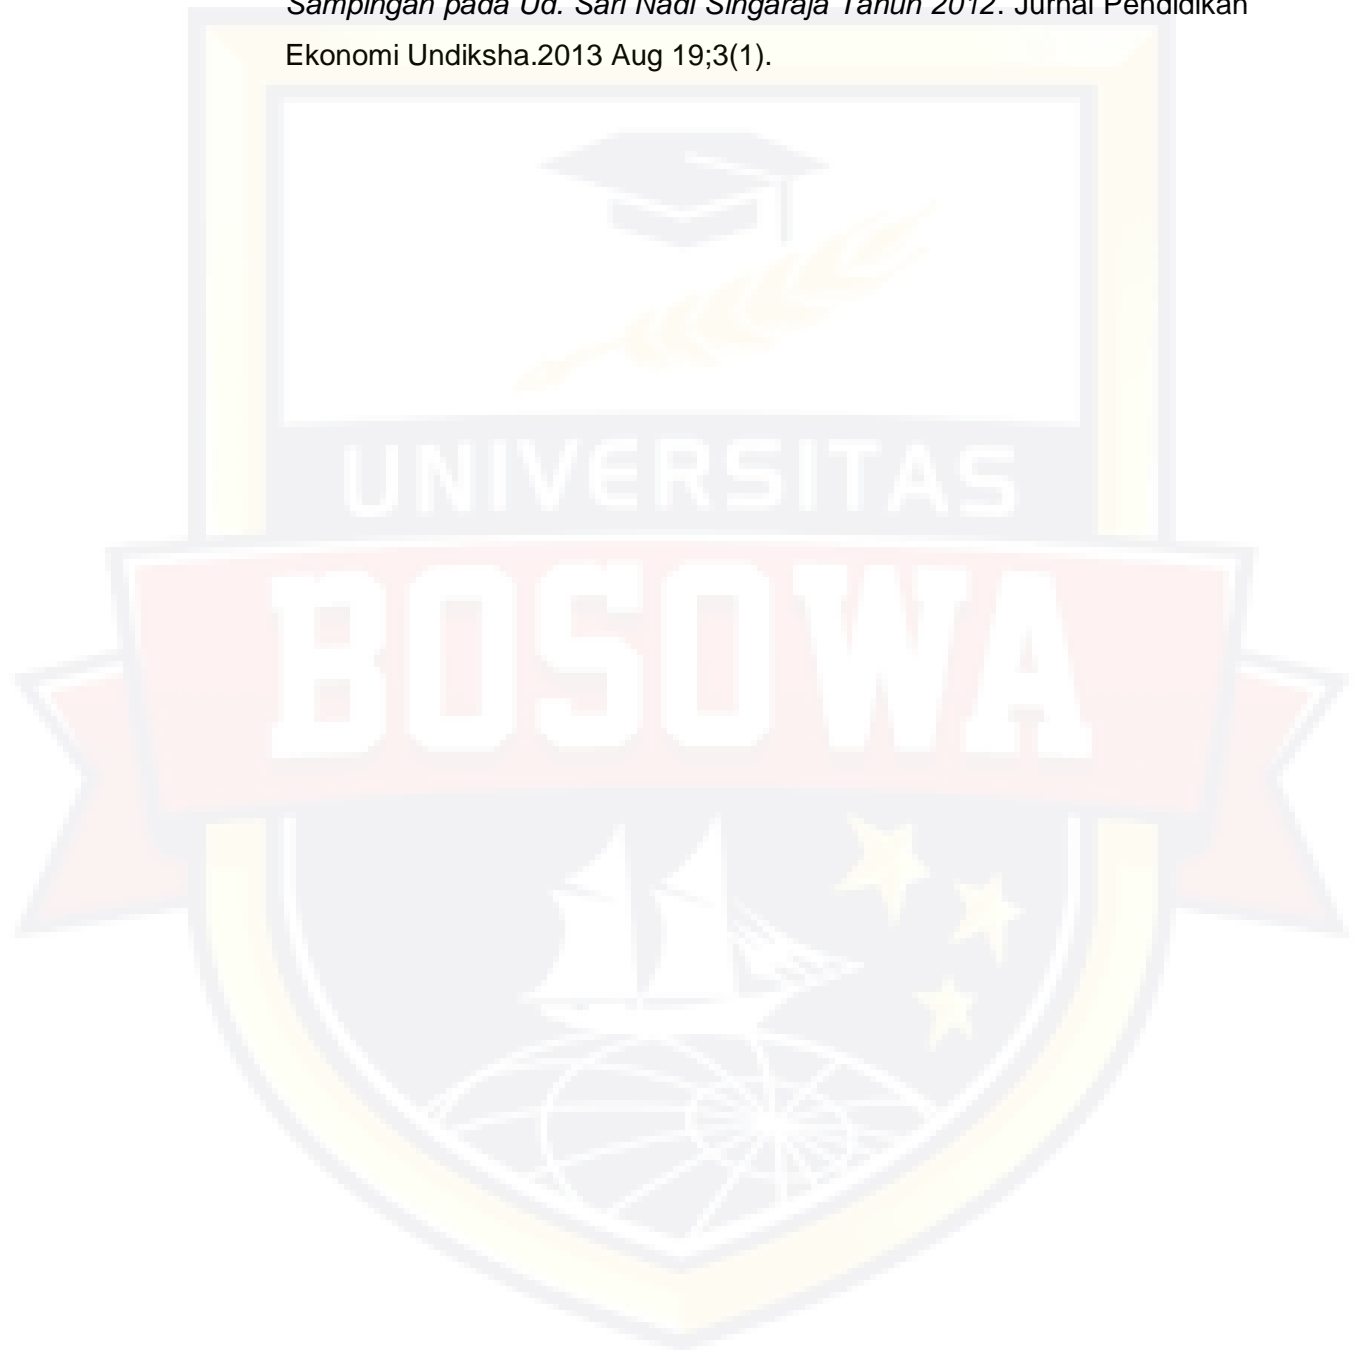 Sampingan pada Ud. Sari Nadi Singaraja Tahun 2012. Jurnal Pendidikan
Ekonomi Undiksha.2013 Aug 19;3(1).
UNIVERSITAS
BOSOWA